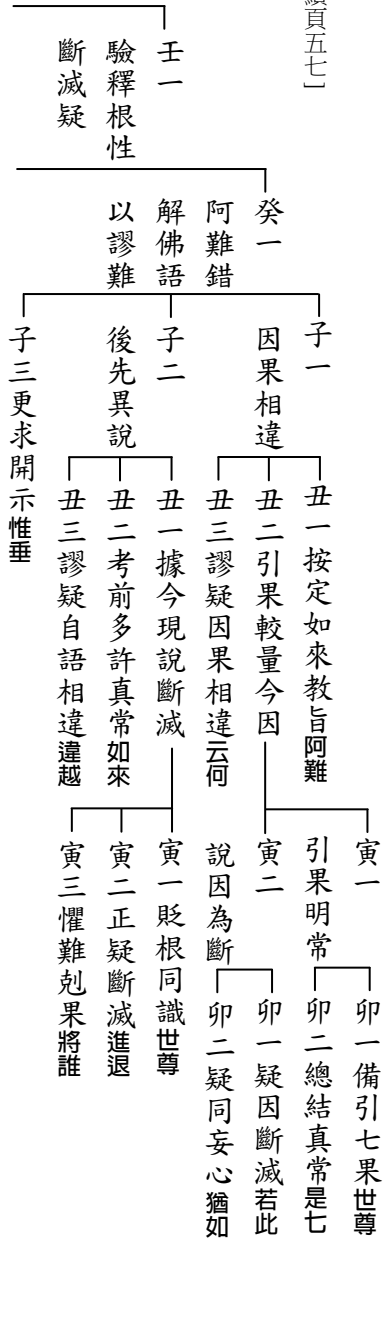 續頁五七］
壬一
驗釋根性
斷滅疑
癸一
阿難錯
解佛語
以謬難
子一
因果相違
子二
後先異說
子三更求開示惟垂
丑一按定如來教旨阿難
丑二引果較量今因
丑三謬疑因果相違云何
丑一據今現說斷滅
丑二考前多許真常如來
丑三謬疑自語相違違越
寅一
引果明常
寅二
說因為斷
寅一貶根同識世尊
寅二正疑斷滅進退
寅三懼難剋果將誰
卯一備引七果世尊
卯二總結真常是七
卯一疑因斷滅若此
卯二疑同妄心猶如